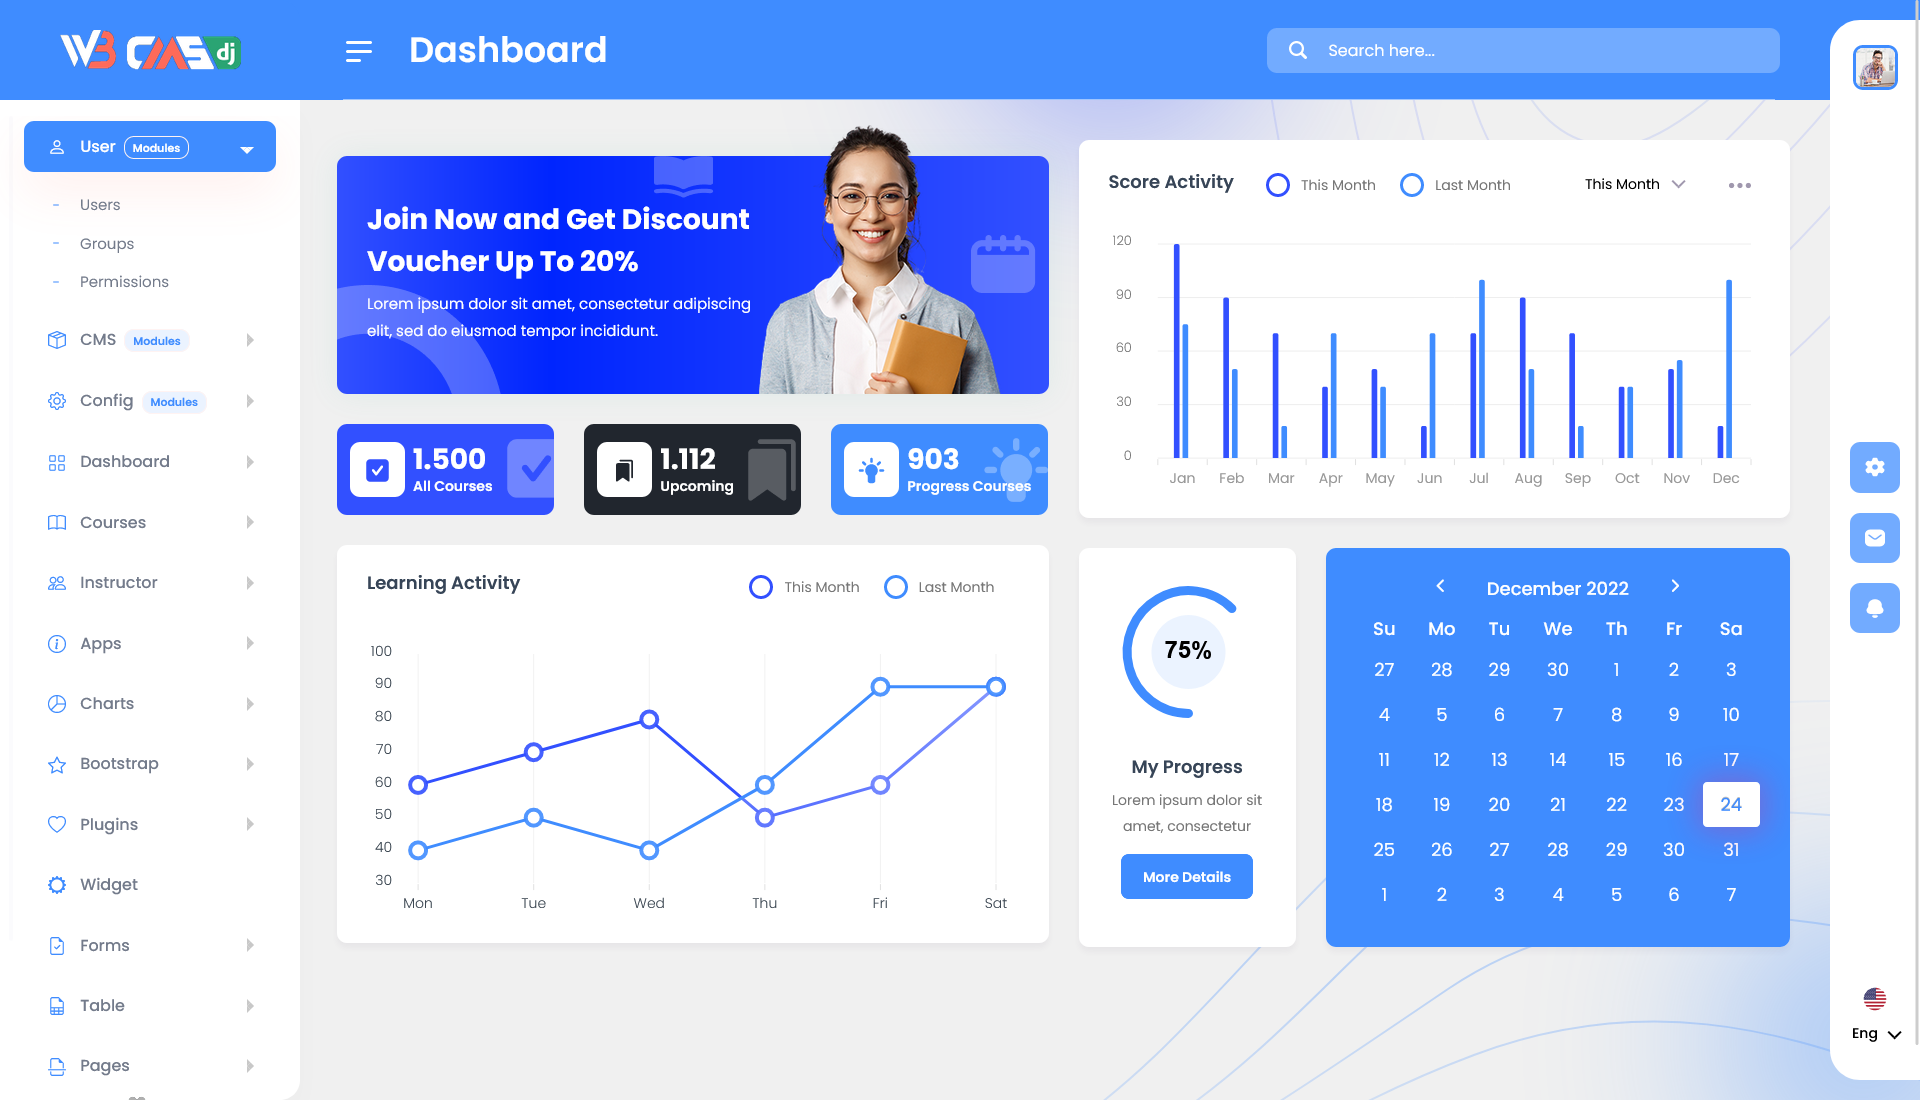 W3 CMS dj
Dashboard
Search here...
User Modules
Users
Groups
Permissions
CMS Modules
Config Modules
Dashboard
Courses
Instructor
Apps
Charts
Bootstrap
Plugins
Widget
Forms
Table
Pages
Join Now and Get Discount
Voucher Up To 20%
Lorem ipsum dolor sit amet, consectetur adipiscing
elit, sed do eiusmod tempor incididunt.
1.500
All Courses
1.112
Upcoming
903
Progress Courses
Score Activity This Month Last Month This Month
120
90
60
30
0
Jan Feb Mar Apr May Jun Jul Aug Sep Oct Nov Dec
Learning Activity This Month Last Month
100
90
80
70
60
50
40
30
Mon Tue Wed Thu Fri Sat
75%
My Progress
Lorem ipsum dolor sit
amet, consectetur
More Details
December 2022
Su Mo Tu We Th Fr Sa
27 28 29 30 1 2 3
4 5 6 7 8 9 10
11 12 13 14 15 16 17
18 19 20 21 22 23 24
25 26 27 28 29 30 31
1 2 3 4 5 6 7
Eng